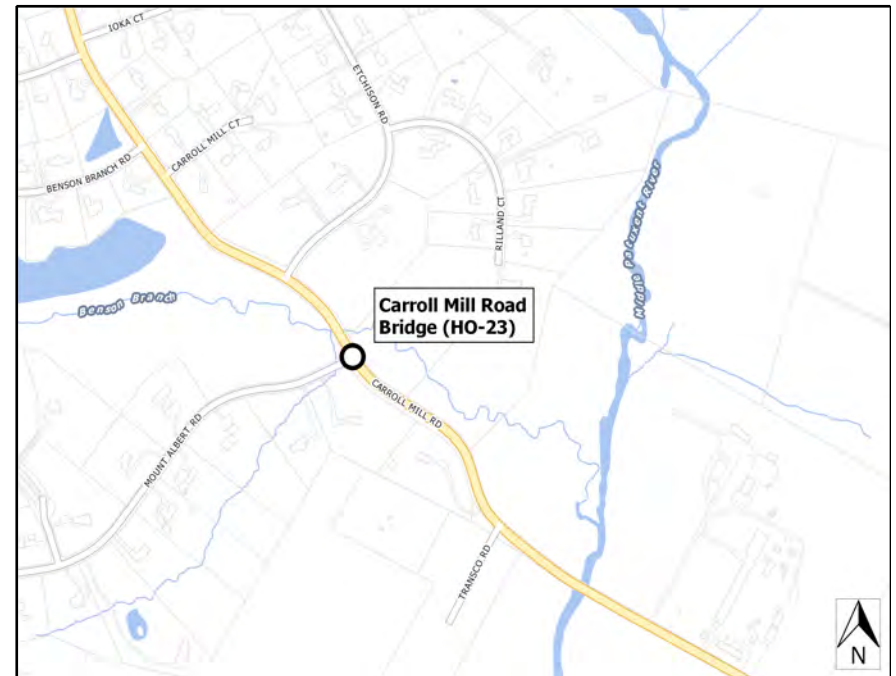 IOKA CT
ETCHISON RD
CARROLL MILL CT
BENSON BRANCH RD
RILLAND CT
Middle Patuxent River
Benson Branch
Carroll Mill Road
Bridge (HO-23)
CARROLL MILL RD
MOUNT ALBERT RD
TRANSCO RD
N